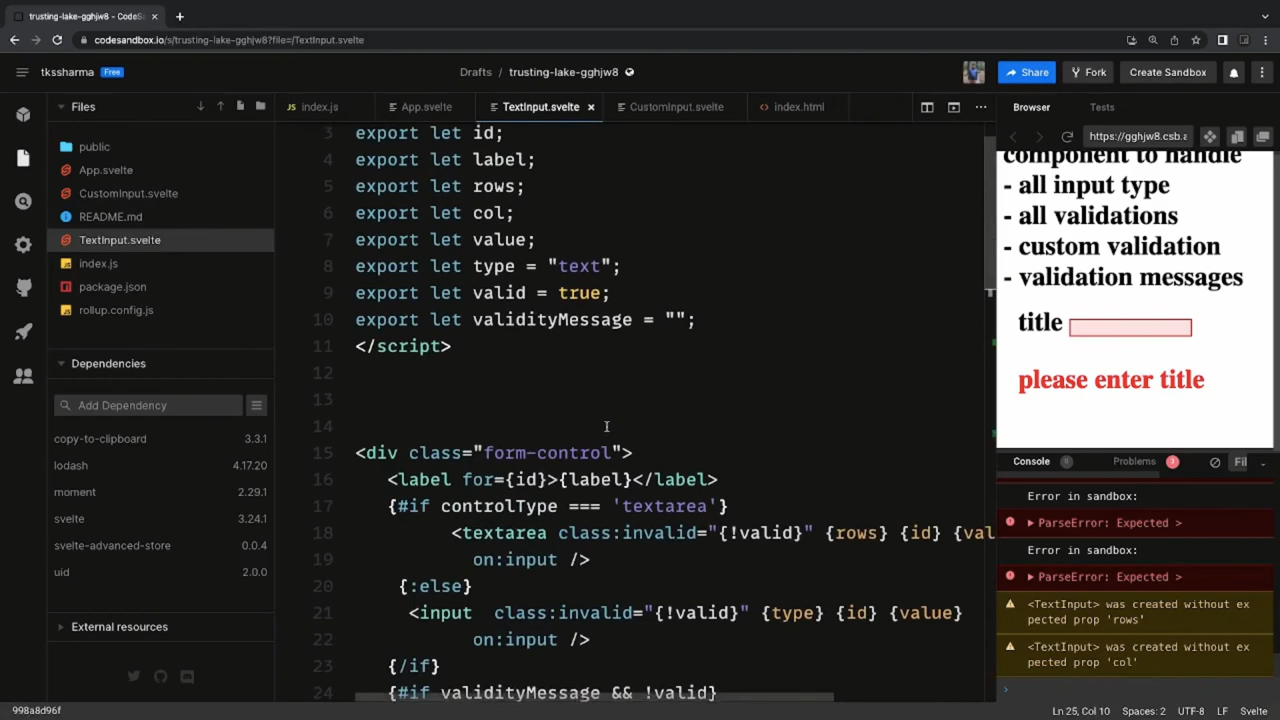 trusting-lake-gghjw8 - CodeSa
codesandbox.io/s/trusting-lake-gghjw8?file=/TextInput.svelte
tkssharma Free
Drafts / trusting-lake-gghjw8
Share
Fork
Create Sandbox
Files
public
App.svelte
CustomInput.svelte
README.md
TextInput.svelte
index.js
package.json
rollup.config.js
Dependencies
Add Dependency
copy-to-clipboard 3.3.1
lodash 4.17.20
moment 2.29.1
svelte 3.24.1
svelte-advanced-store 0.0.4
uid 2.0.0
External resources
998a8d96f
index.js
App.svelte
TextInput.svelte
CustomInput.svelte
index.html
3 export let id;
4 export let label;
5 export let rows;
6 export let col;
7 export let value;
8 export let type = "text";
9 export let valid = true;
10 export let validityMessage = "";
11 </script>
12
13
14
15 <div class="form-control">
16 <label for={id}>{label}</label>
17 {#if controlType === 'textarea'}
18 <textarea class:invalid="{!valid}" {rows} {id} {val
19 on:input />
20 {:else}
21 <input class:invalid="{!valid}" {type} {id} {value}
22 on:input />
23 {/if}
24 {#if validityMessage && !valid}
Browser
Tests
https://gghjw8.csb.a
component to handle
- all input type
- all validations
- custom validation
- validation messages
title
please enter title
Console
Problems 3
Fil
Error in sandbox:
ParseError: Expected >
Error in sandbox:
ParseError: Expected >
<TextInput> was created without ex
pected prop 'rows'
<TextInput> was created without ex
pected prop 'col'
Ln 25, Col 10 Spaces: 2 UTF-8 LF Svelte